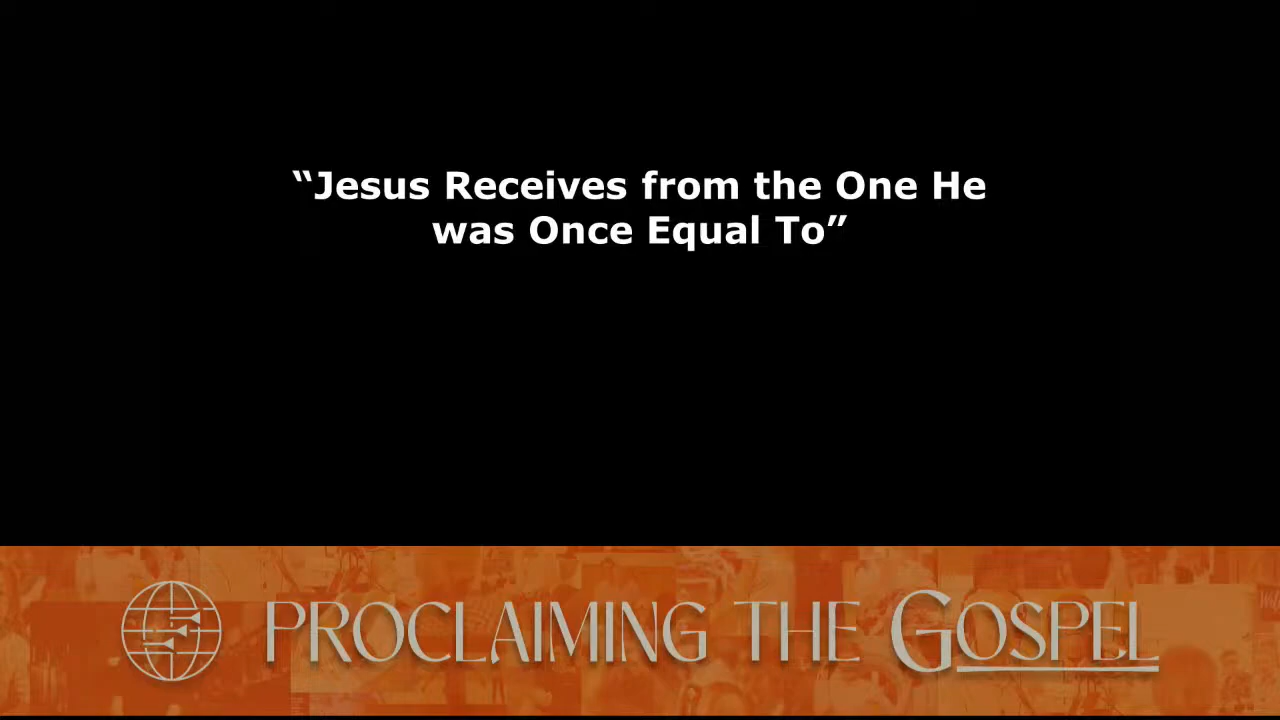 “Jesus Receives from the One He
was Once Equal To”
PROCLAIMING THE GOSPEL